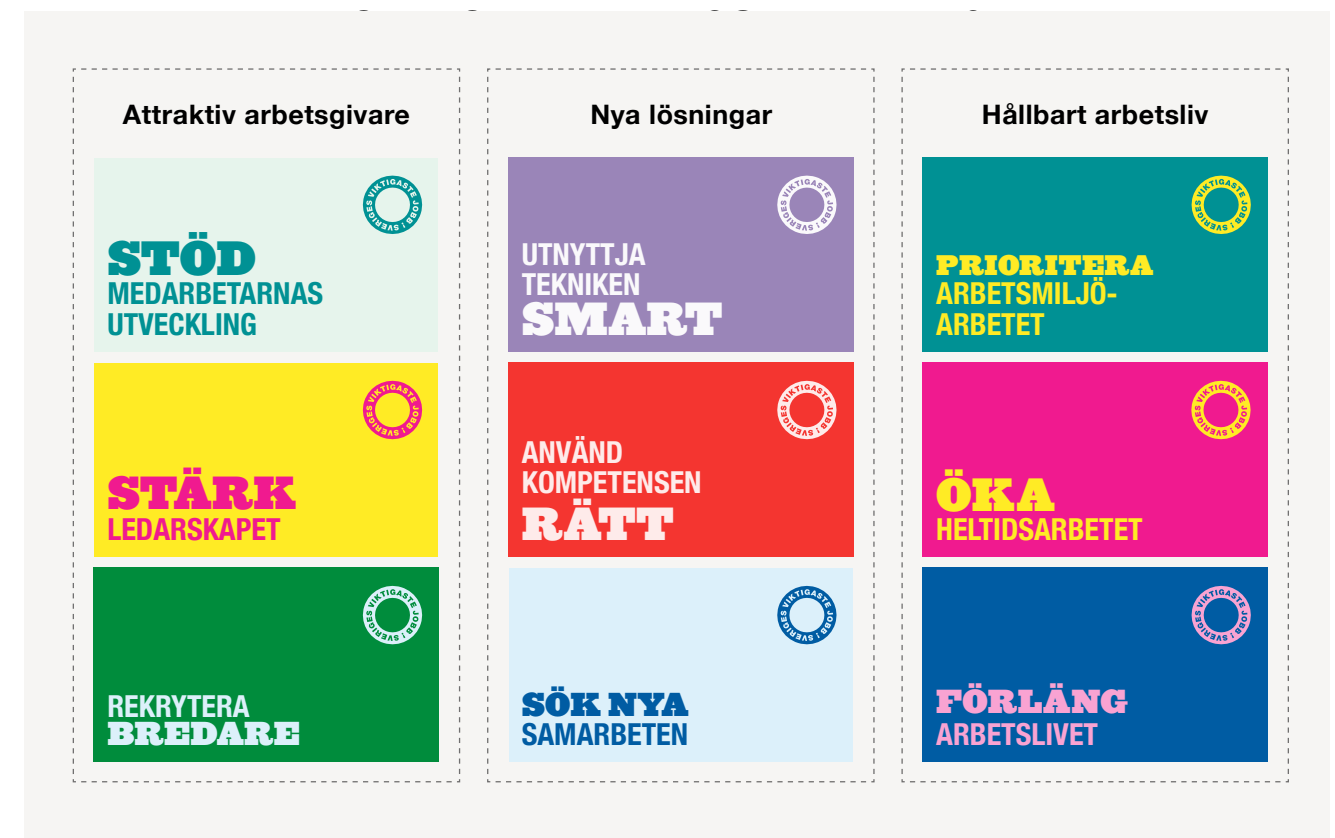 Attraktiv arbetsgivare
SVERIGES VIKTIGASTE JOBB!
STÖD
MEDARBETARNAS
UTVECKLING
SVERIGES VIKTIGASTE JOBB!
STÄRK
LEDARSKAPET
SVERIGES VIKTIGASTE JOBB!
REKRYTERA
BREDARE
Nya lösningar
SVERIGES VIKTIGASTE JOBB!
UTNYTTJA
TEKNIKEN
SMART
SVERIGES VIKTIGASTE JOBB!
ANVÄND
KOMPETENSEN
RÄTT
SVERIGES VIKTIGASTE JOBB!
SÖK NYA
SAMARBETEN
Hållbart arbetsliv
SVERIGES VIKTIGASTE JOBB!
PRIORITERA
ARBETSMILJÖ-
ARBETET
SVERIGES VIKTIGASTE JOBB!
ÖKA
HELTIDSARBETET
SVERIGES VIKTIGASTE JOBB!
FÖRLÄNG
ARBETSLIVET